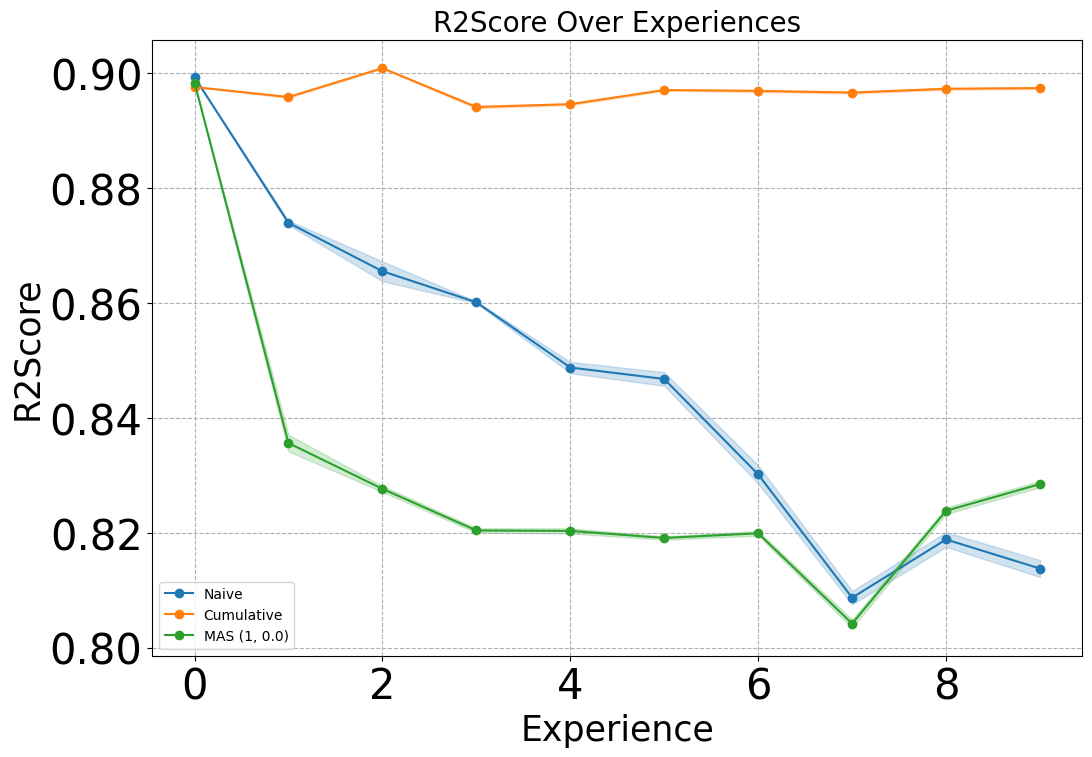 R2Score Over Experiences
R2Score
0.90
0.88
0.86
0.84
0.82
0.80
Naive
Cumulative
MAS (1, 0.0)
0 2 4 6 8
Experience